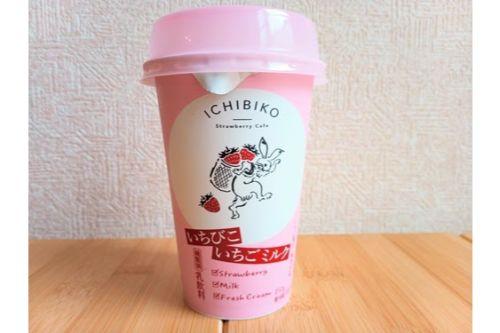 ICHIBIKO
Strawberry Cafe
いちびこ
いちごミルク
乳飲料
Strawberry
Milk
Fresh Cream